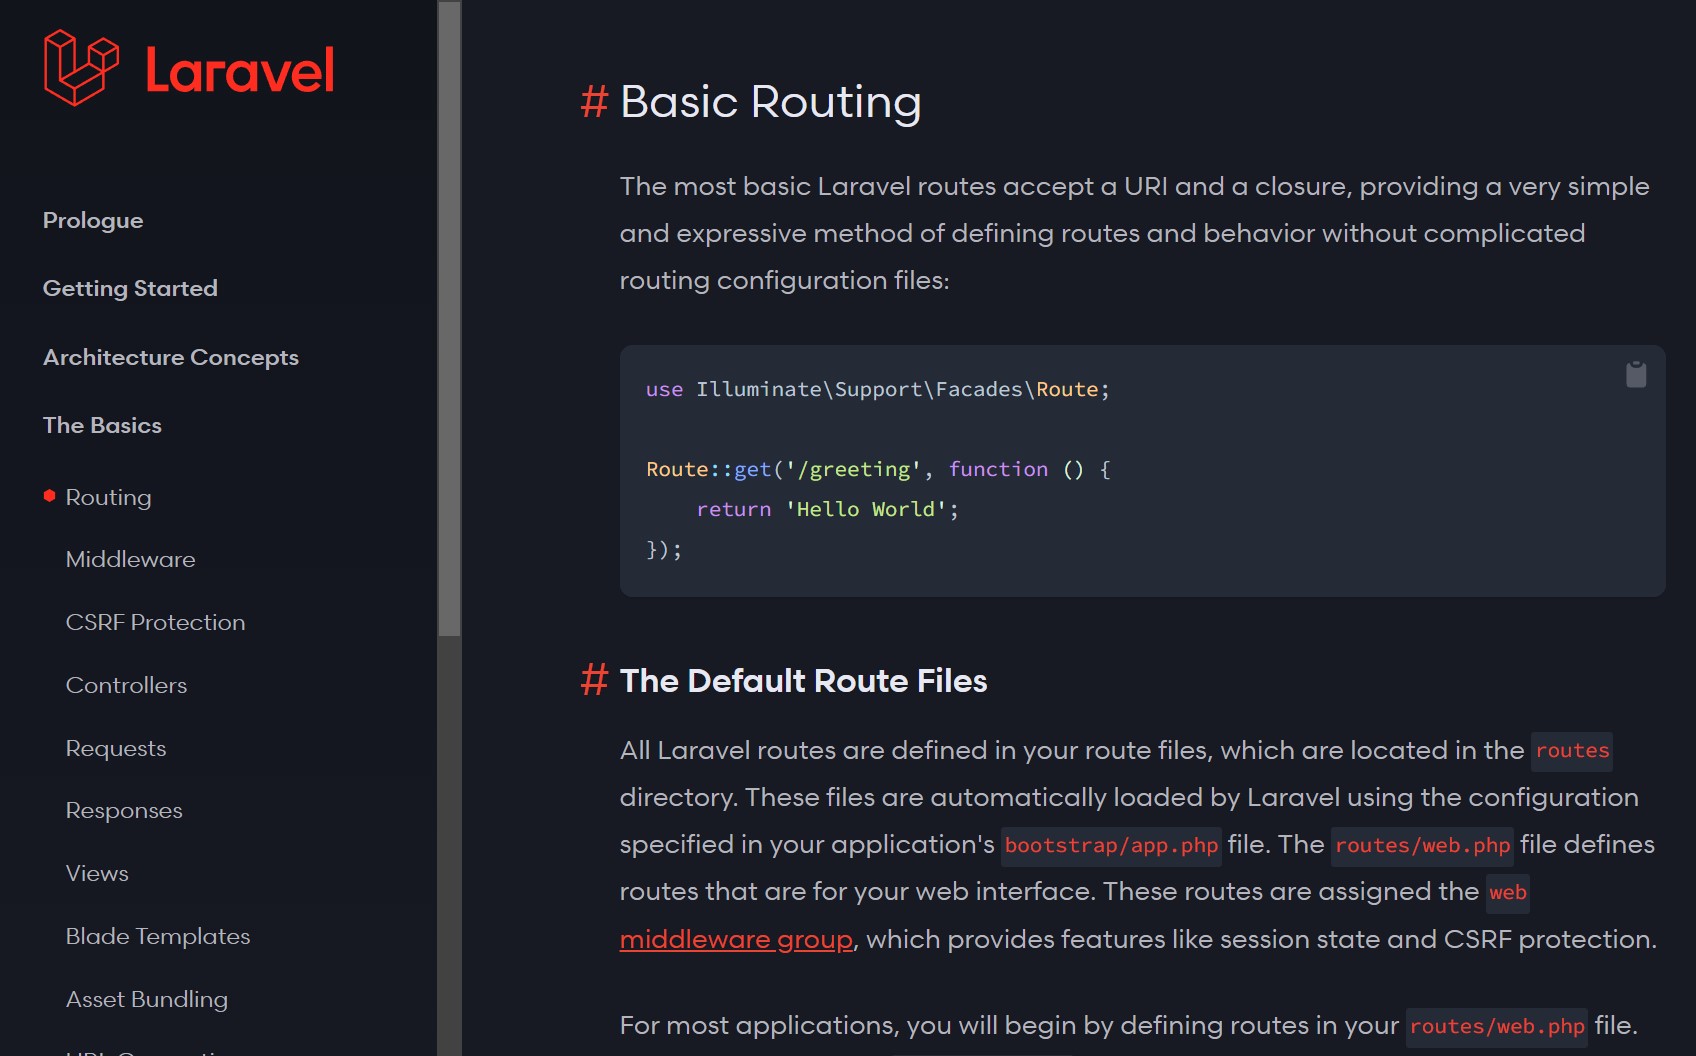 Laravel
Prologue
Getting Started
Architecture Concepts
The Basics
Routing
Middleware
CSRF Protection
Controllers
Requests
Responses
Views
Blade Templates
Asset Bundling
# Basic Routing
The most basic Laravel routes accept a URI and a closure, providing a very simple
and expressive method of defining routes and behavior without complicated
routing configuration files:
use Illuminate\Support\Facades\Route;
Route::get('/greeting', function () {
    return 'Hello World';
});
# The Default Route Files
All Laravel routes are defined in your route files, which are located in the routes
directory. These files are automatically loaded by Laravel using the configuration
specified in your application's bootstrap/app.php file. The routes/web.php file defines
routes that are for your web interface. These routes are assigned the web
middleware group, which provides features like session state and CSRF protection.
For most applications, you will begin by defining routes in your routes/web.php file.